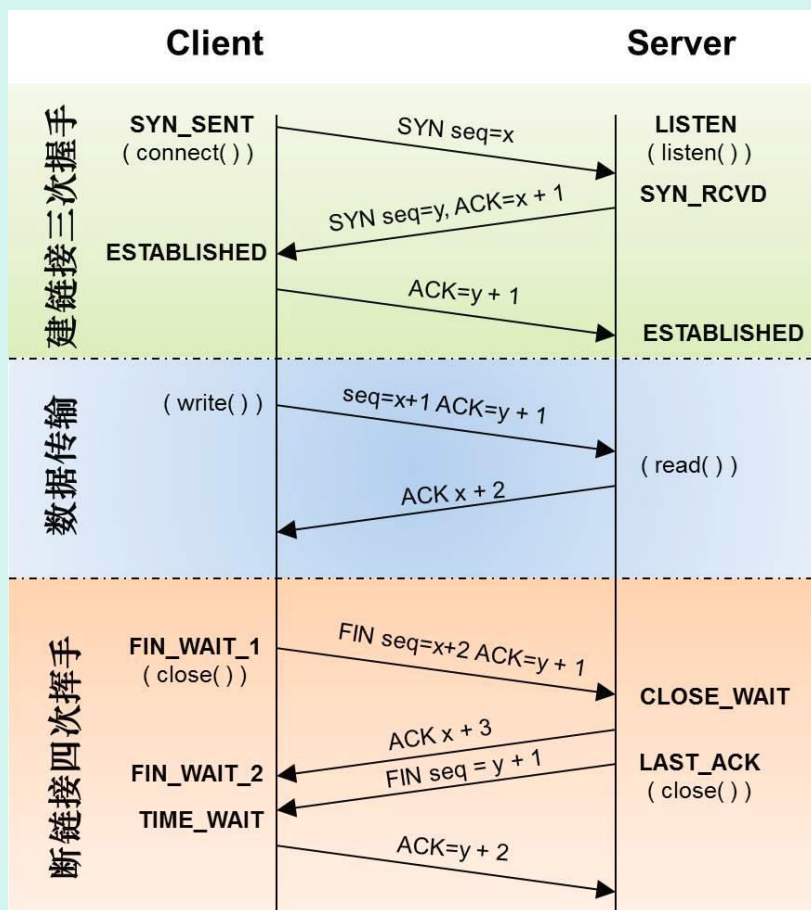 Client
Server
建链接三次握手
SYN_SENT
( connect( ) )
SYN seq=x
LISTEN
( listen( ) )
SYN_RCVD
SYN seq=y, ACK=x + 1
ESTABLISHED
ACK=y + 1
ESTABLISHED
数据传输
( write( ) )
seq=x+1 ACK=y + 1
( read( ) )
ACK x + 2
断链接四次挥手
FIN_WAIT_1
( close( ) )
FIN seq=x+2 ACK=y + 1
CLOSE_WAIT
ACK x + 3
FIN_WAIT_2
FIN seq = y + 1
LAST_ACK
( close( ) )
TIME_WAIT
ACK=y + 2